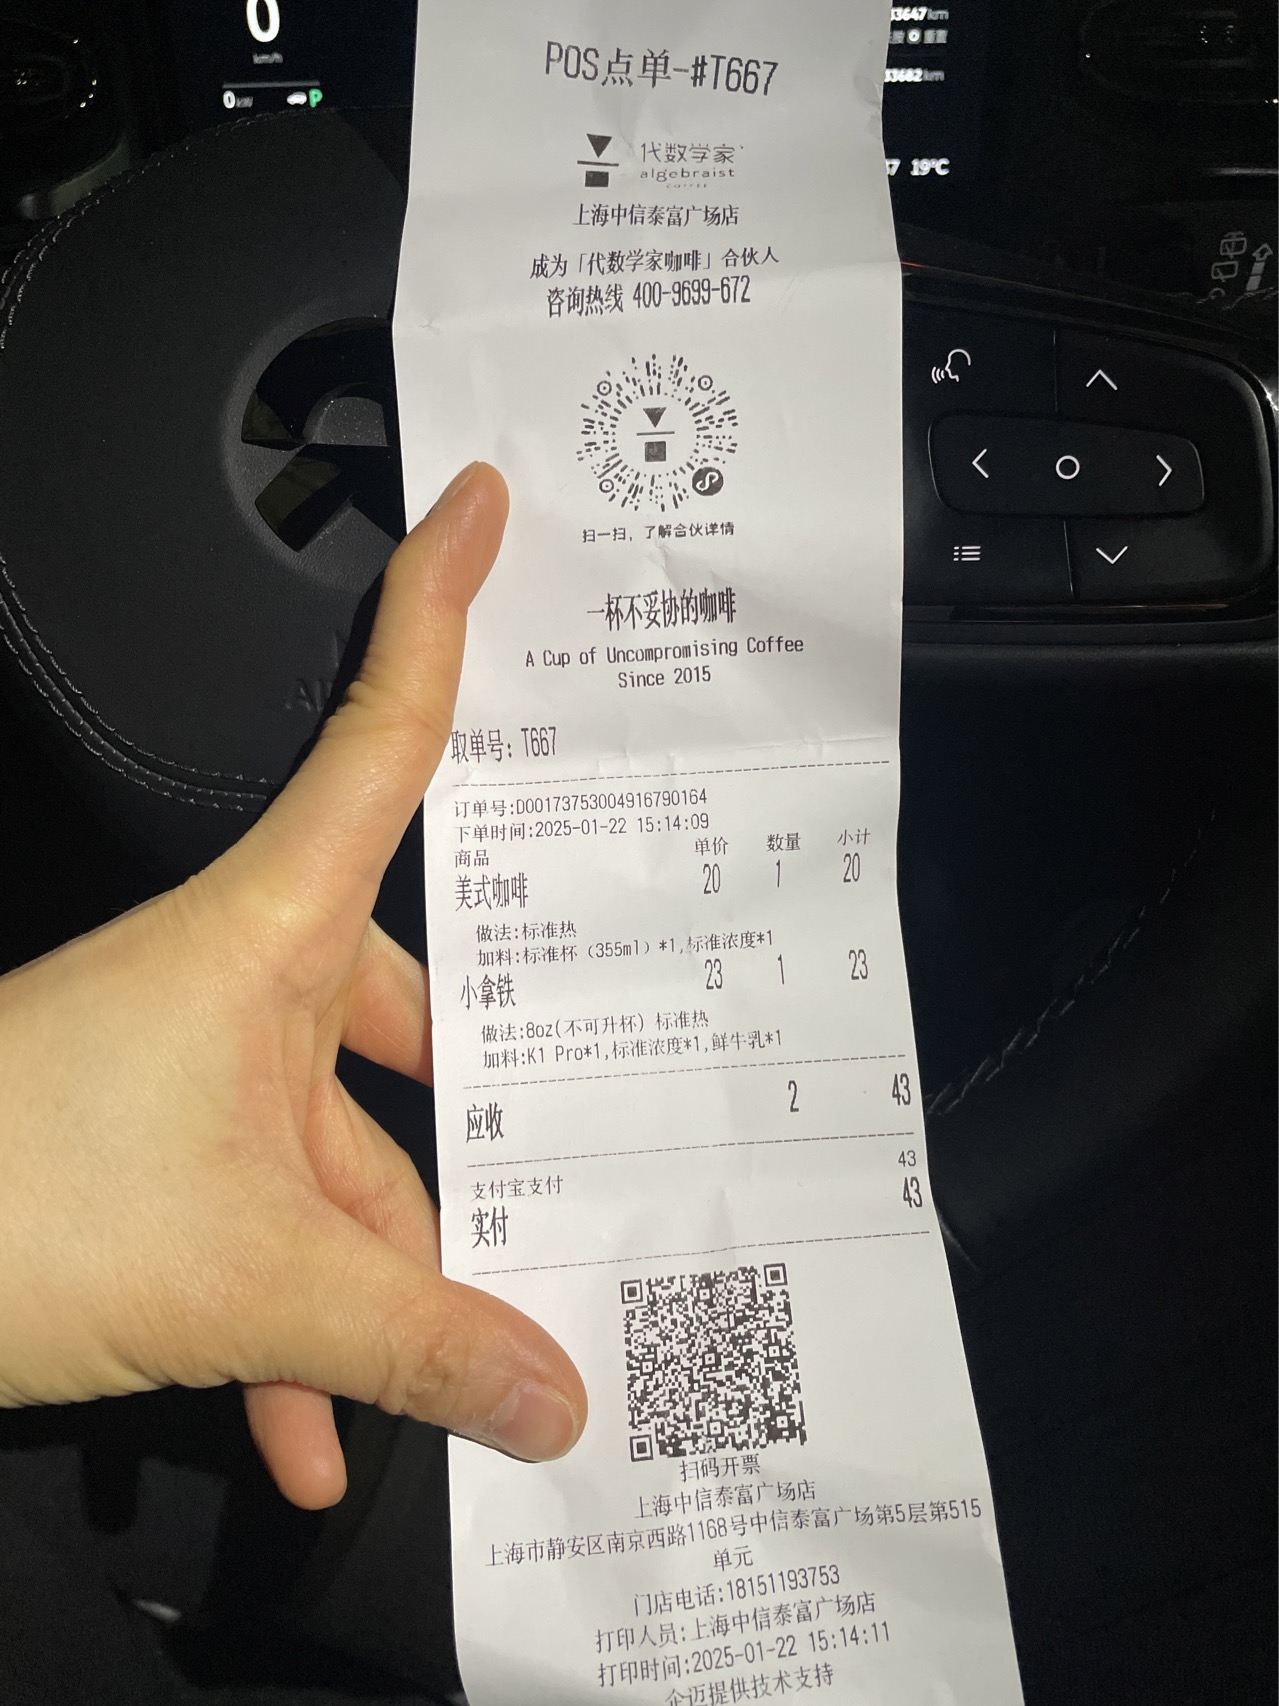 0
km/h
0kW
P
33647km
重置
33682km
19°C
POS点单-#T667
代数学家
algebraist
COFFEE
上海中信泰富广场店
成为「代数学家咖啡」合伙人
咨询热线 400-9699-672
扫一扫，了解合伙详情
一杯不妥协的咖啡
A Cup of Uncompromising Coffee
Since 2015
取单号：T667
订单号:D00173753004916790164
下单时间:2025-01-22 15:14:09
商品 单价 数量 小计
美式咖啡 20 1 20
做法:标准热
加料:标准杯（355ml）*1,标准浓度*1
小拿铁 23 1 23
做法:8oz(不可升杯) 标准热
加料:K1 Pro*1,标准浓度*1,鲜牛乳*1
应收 2 43
支付宝支付 43
实付 43
扫码开票
上海中信泰富广场店
上海市静安区南京西路1168号中信泰富广场第5层第515
单元
门店电话:18151193753
打印人员:上海中信泰富广场店
打印时间:2025-01-22 15:14:11
企迈提供技术支持